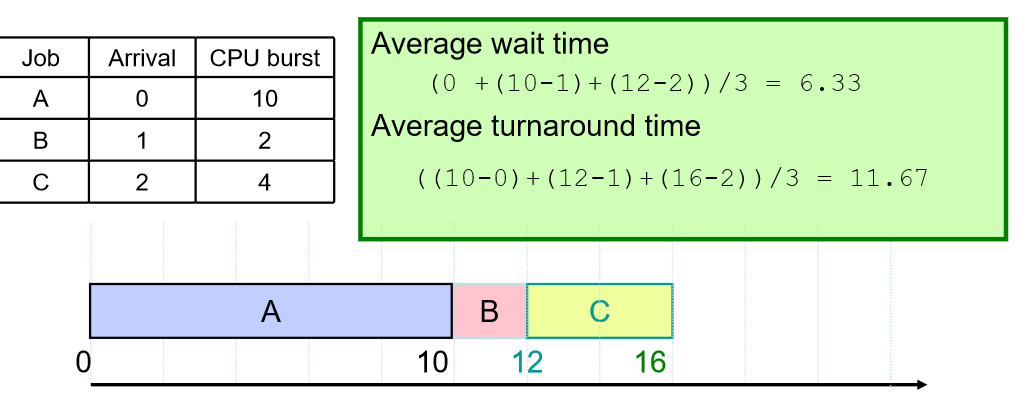 Job Arrival CPU burst
A 0 10
B 1 2
C 2 4
Average wait time
(0 +(10-1)+(12-2))/3 = 6.33
Average turnaround time
((10-0)+(12-1)+(16-2))/3 = 11.67
A B C
0 10 12 16